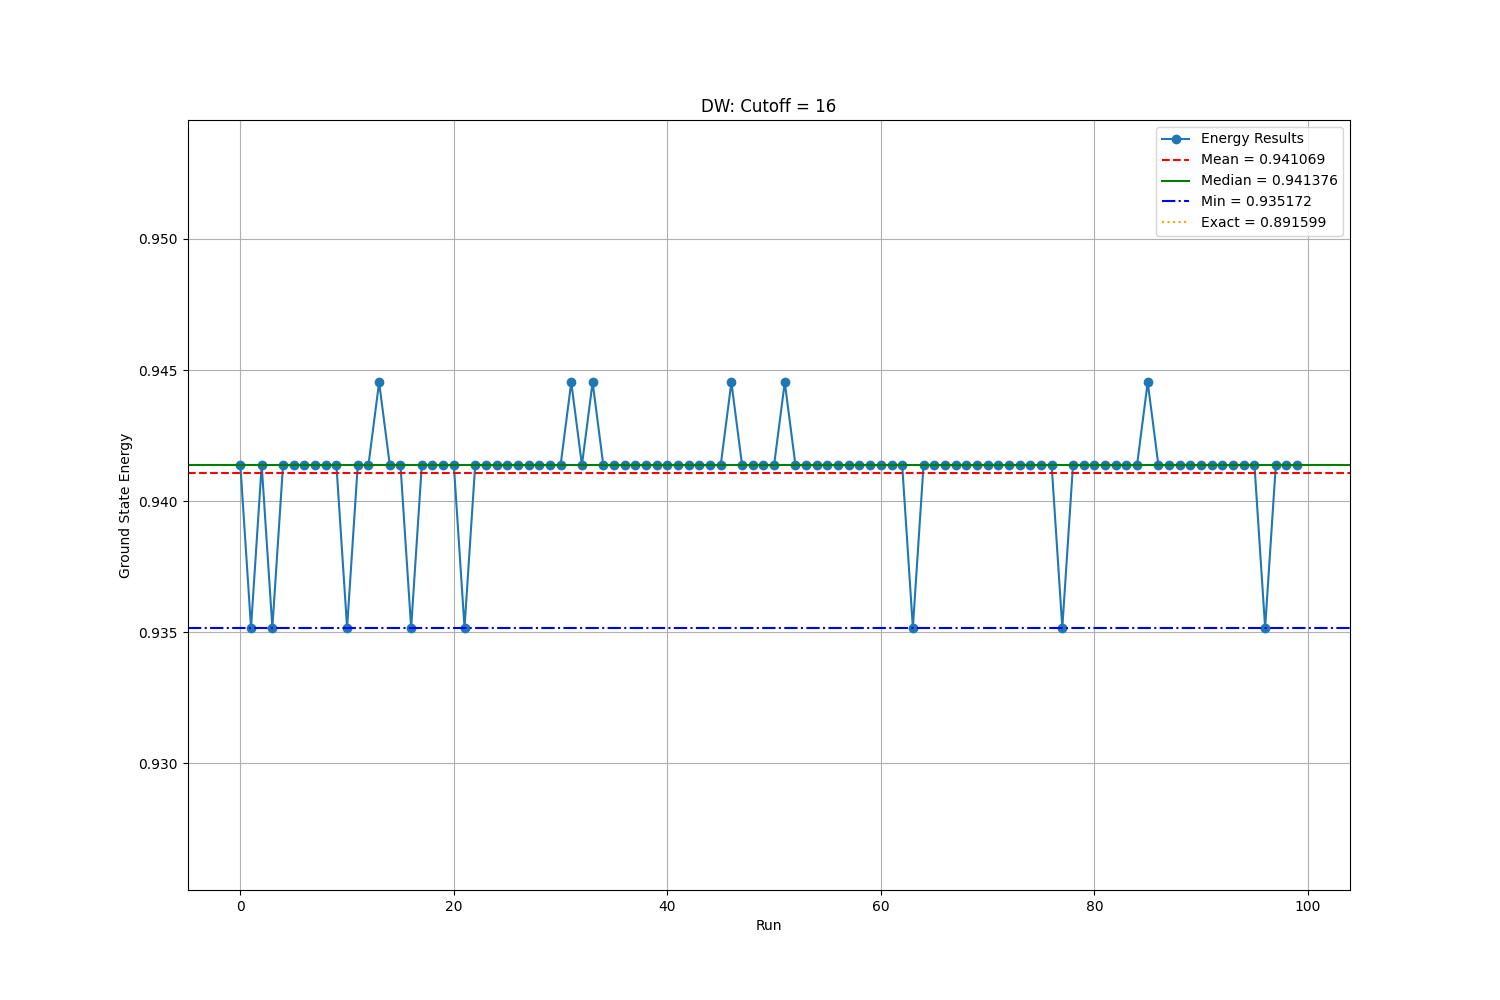 DW: Cutoff = 16
Energy Results
Mean = 0.941069
Median = 0.941376
Min = 0.935172
Exact = 0.891599
Ground State Energy
0.950
0.945
0.940
0.935
0.930
0 20 40 60 80 100
Run